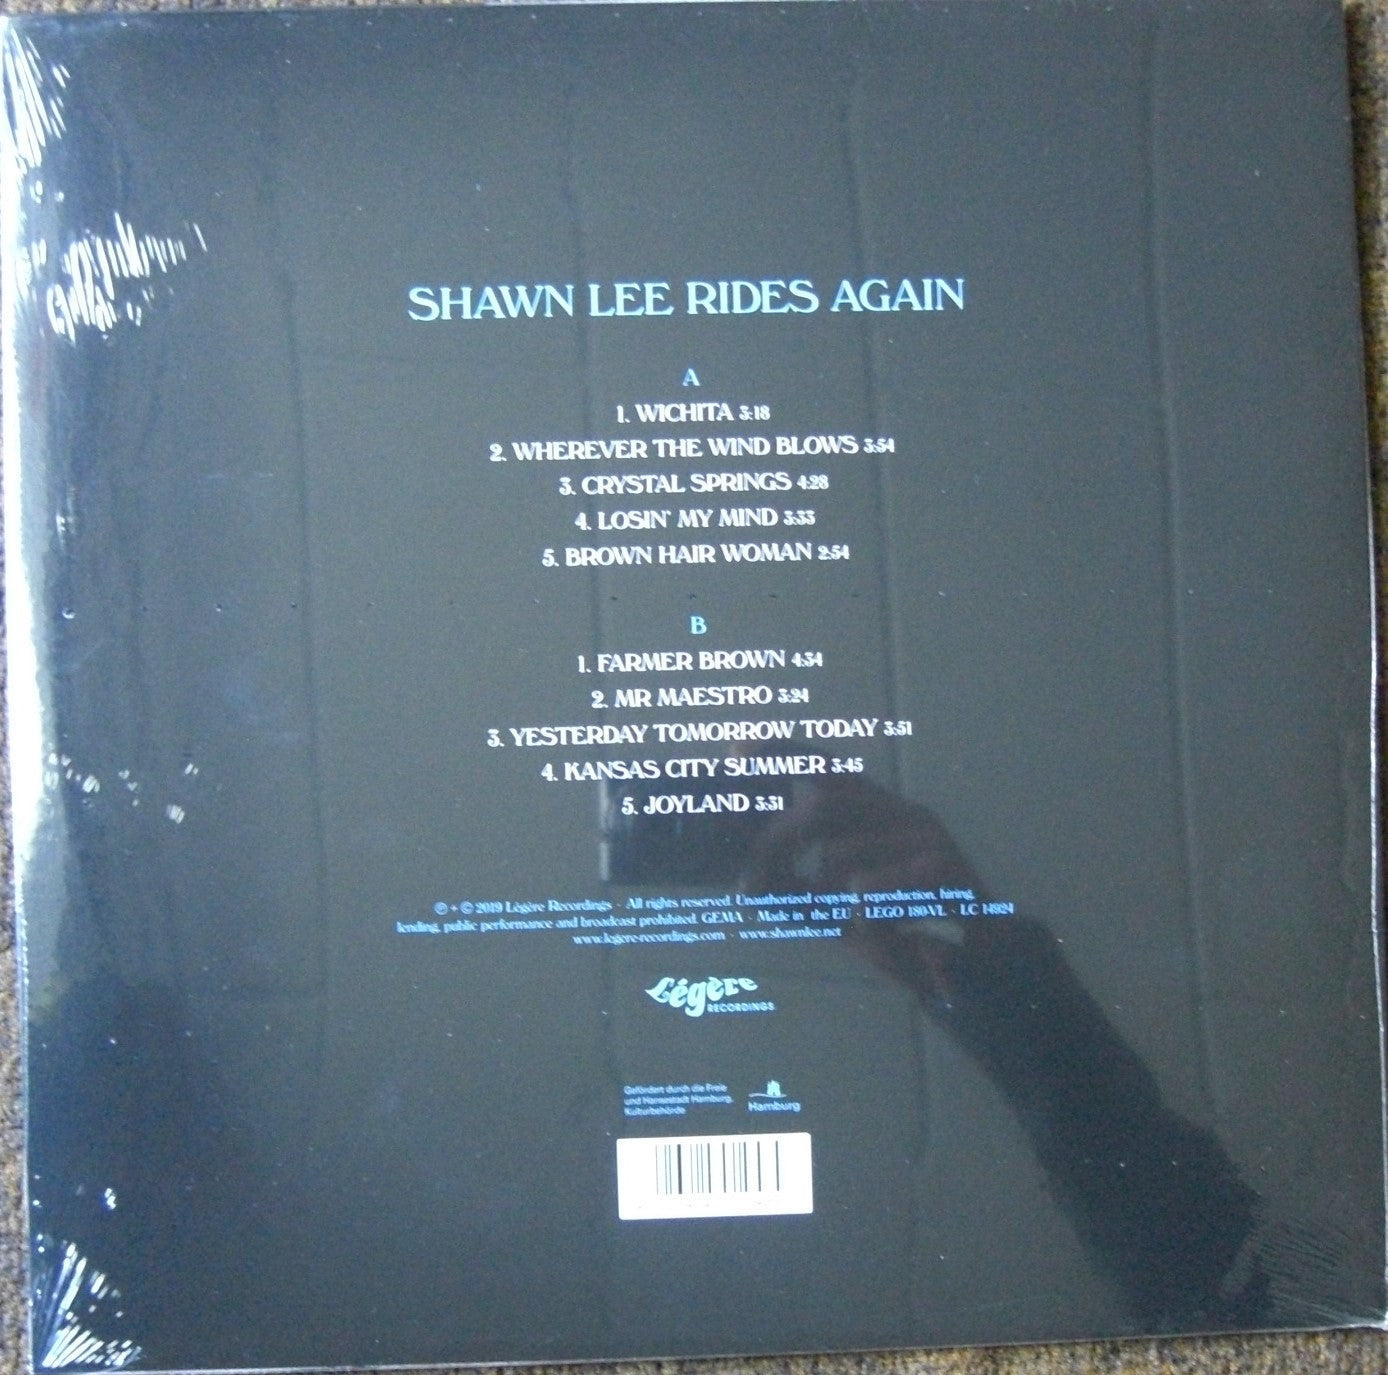 SHAWN LEE RIDES AGAIN
A
1. WICHITA 3:18
2. WHEREVER THE WIND BLOWS 3:54
3. CRYSTAL SPRINGS 4:28
4. LOSIN' MY MIND 3:33
5. BROWN HAIR WOMAN 2:54
B
1. FARMER BROWN 4:34
2. MR MAESTRO 3:24
3. YESTERDAY TOMORROW TODAY 3:51
4. KANSAS CITY SUMMER 3:45
5. JOYLAND 3:31
℗ + © 2019 Légère Recordings · All rights reserved. Unauthorized copying, reproduction, hiring,
lending, public performance and broadcast prohibited. GEMA · Made in the EU · LEGO 180-VL · LC 14924
www.legere-recordings.com · www.shawnlee.net
Légère
RECORDINGS
Gefördert durch die Freie
und Hansestadt Hamburg,
Kulturbehörde
Hamburg